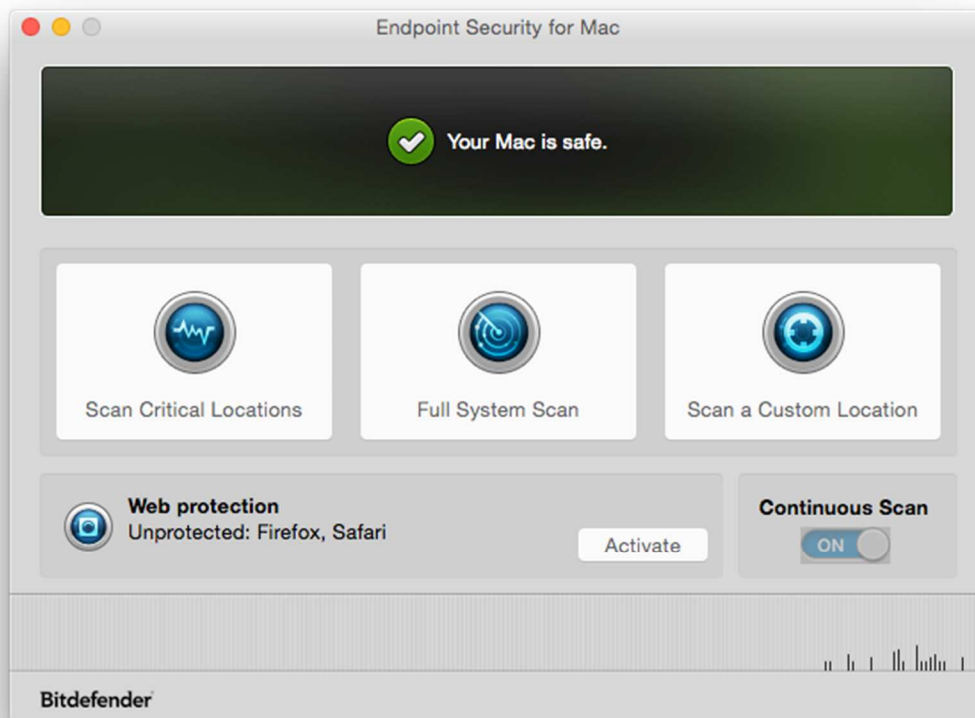 Endpoint Security for Mac
Your Mac is safe.
Scan Critical Locations
Full System Scan
Scan a Custom Location
Web protection
Unprotected: Firefox, Safari
Activate
Continuous Scan
ON
Bitdefender